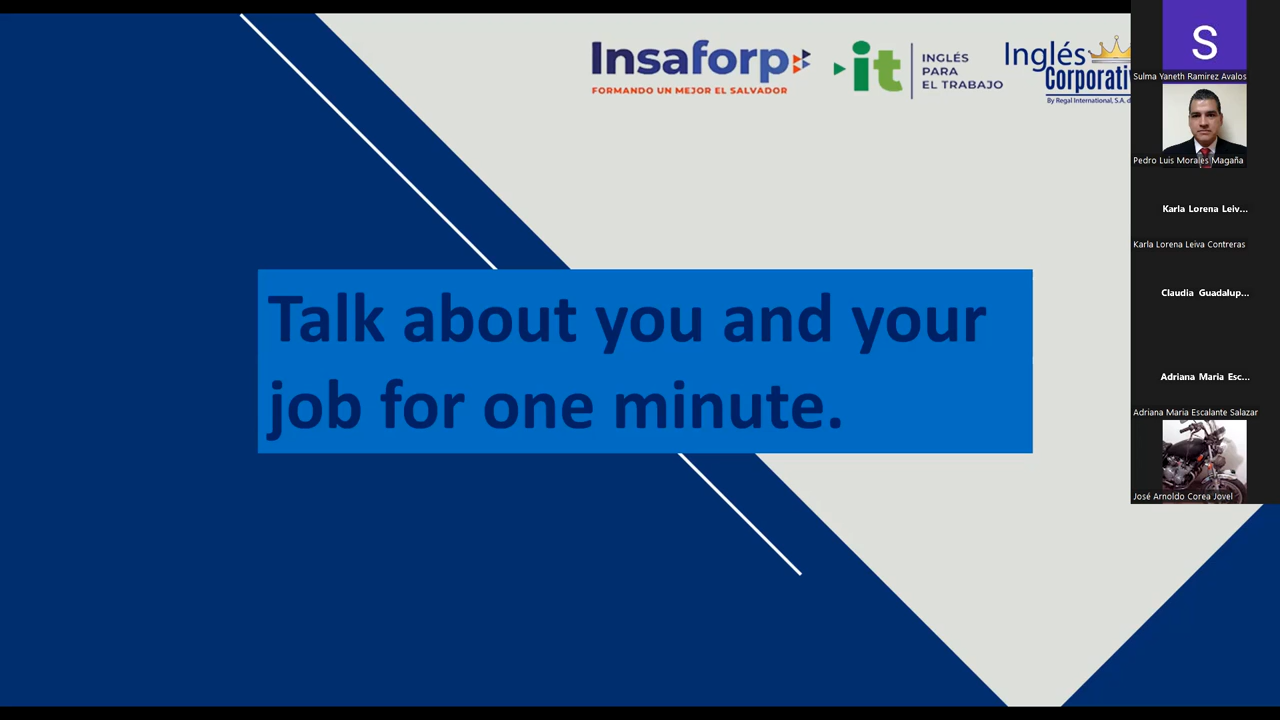 Insaforp
FORMANDO UN MEJOR EL SALVADOR
it
INGLÉS
PARA
EL TRABAJO
Inglés
Corporativ
By Regal International, S.A. d
Talk about you and your
job for one minute.
S
Sulma Yaneth Ramirez Avalos
Pedro Luis Morales Magaña
Karla Lorena Leiv...
Karla Lorena Leiva Contreras
Claudia Guadalup...
Adriana Maria Esc...
Adriana Maria Escalante Salazar
José Arnoldo Corea Jovel